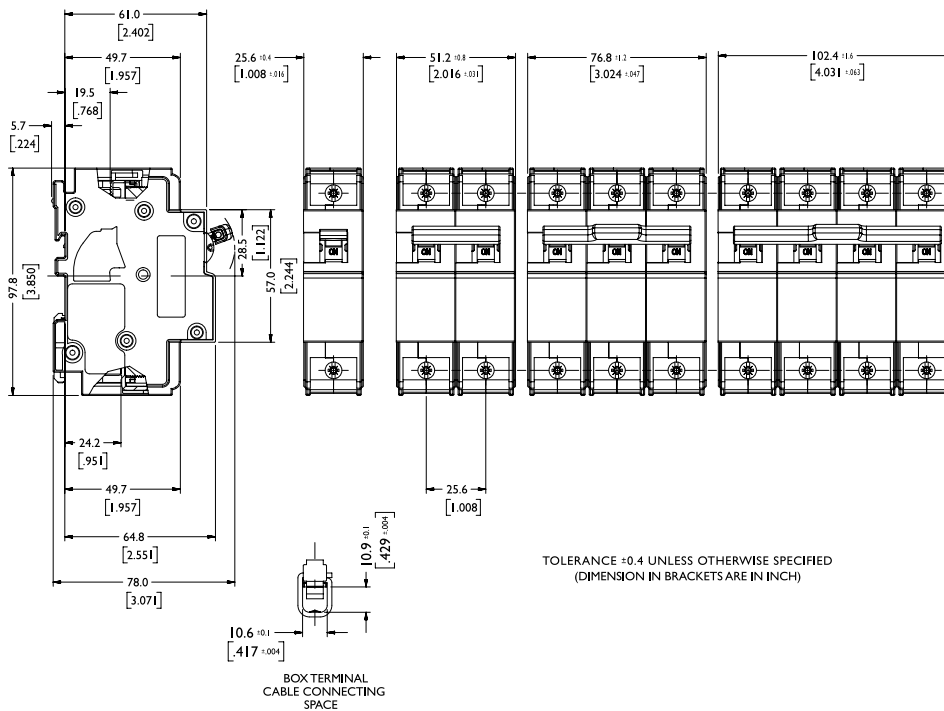 61.0
[2.402]
49.7
[1.957]
19.5
[.768]
5.7
[.224]
25.6 ±0.4
[1.008 ±.016]
51.2 ±0.8
[2.016 ±.031]
76.8 ±1.2
[3.024 ±.047]
102.4 ±1.6
[4.031 ±.063]
97.8
[3.850]
28.5
[1.122]
57.0
[2.244]
ON
ON
ON
ON
ON
ON
ON
ON
ON
24.2
[.951]
49.7
[1.957]
64.8
[2.551]
78.0
[3.071]
25.6
[1.008]
10.9 ±0.1
[.429 ±.004]
10.6 ±0.1
[.417 ±.004]
BOX TERMINAL
CABLE CONNECTING
SPACE
TOLERANCE ±0.4 UNLESS OTHERWISE SPECIFIED
(DIMENSION IN BRACKETS ARE IN INCH)